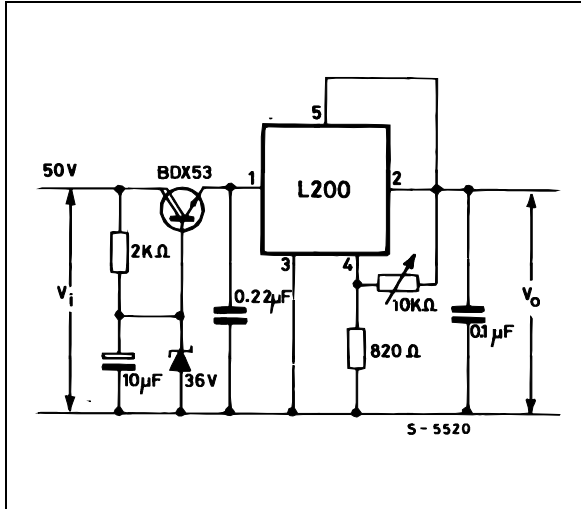 5
50V
BDX53
1
L200
2
3
4
2KΩ
Vi
0.22µF
10KΩ
Vo
0.1µF
820Ω
10µF
36V
S-5520